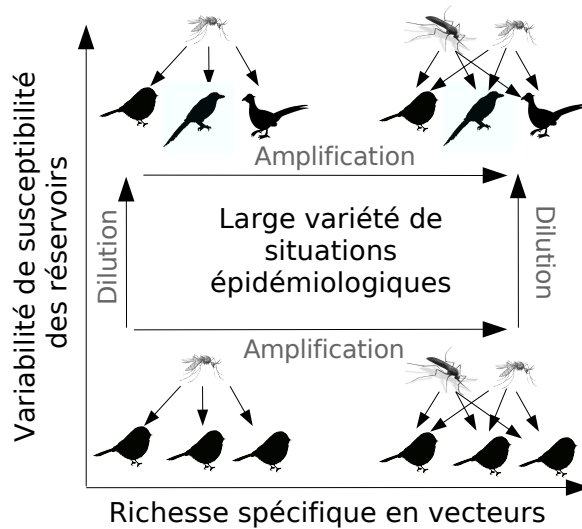 Variabilité de susceptibilité
des réservoirs
Amplification
Dilution
Large variété de
situations
épidémiologiques
Dilution
Amplification
Richesse spécifique en vecteurs